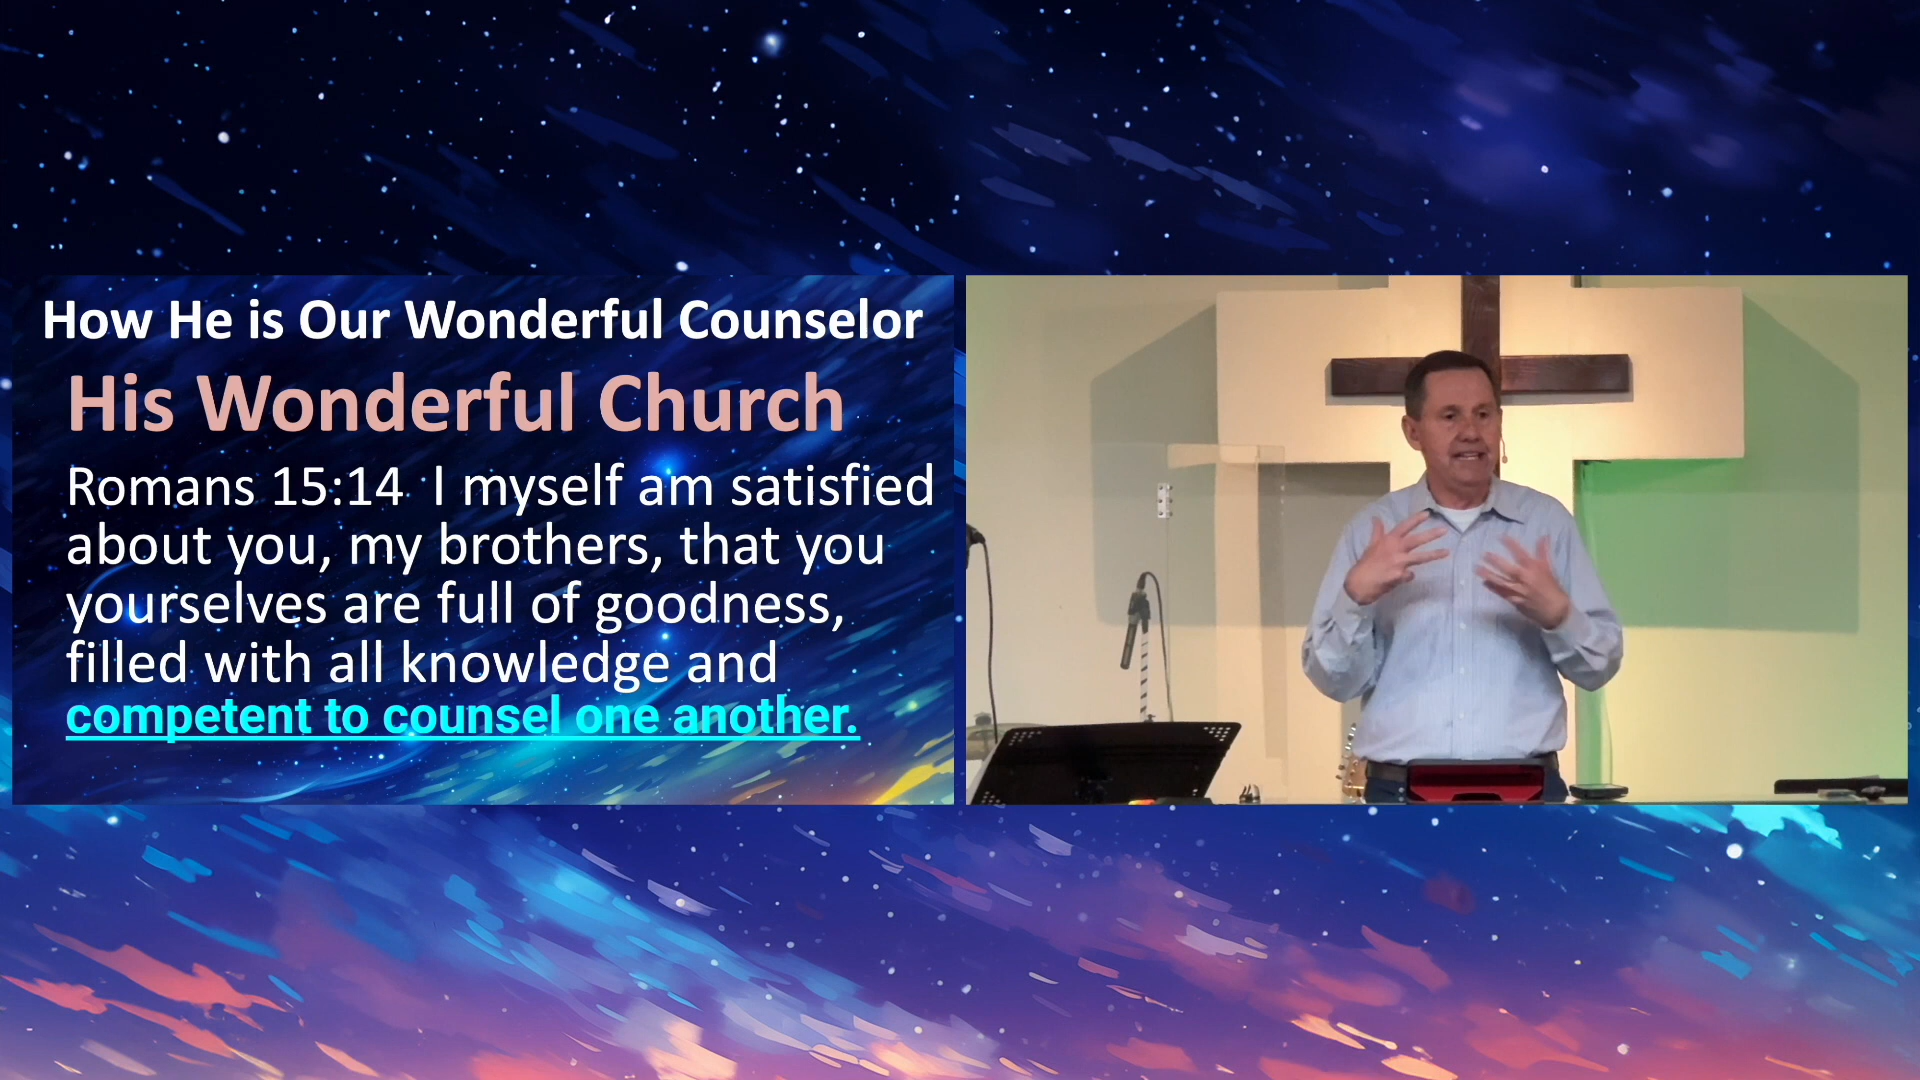 How He is Our Wonderful Counselor
His Wonderful Church
Romans 15:14  I myself am satisfied
about you, my brothers, that you
yourselves are full of goodness,
filled with all knowledge and
competent to counsel one another.